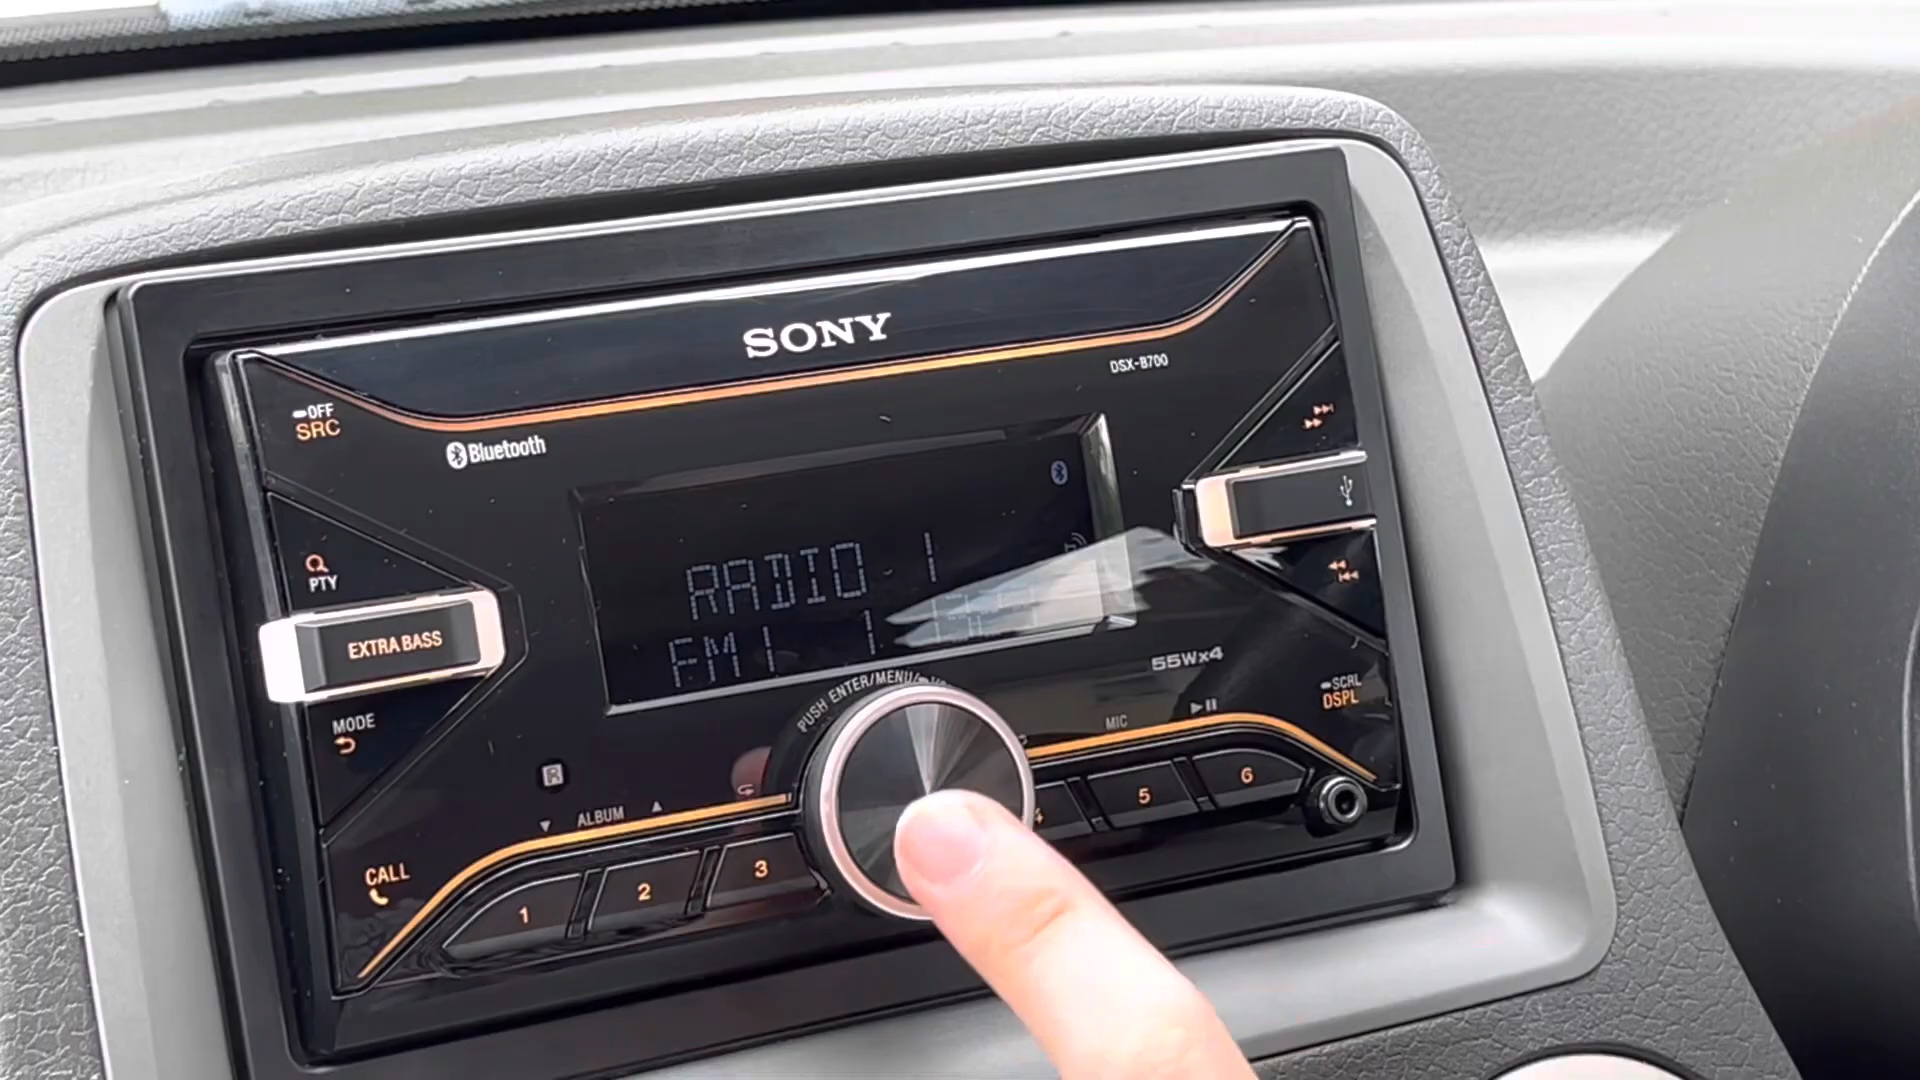 SONY
DSX-B700
OFF
SRC
Bluetooth
RADIO 1
PTY
EXTRA BASS
FM1 1
55Wx4
PUSH ENTER/MENU/
SCRL
DSPL
MODE
MIC
R
ALBUM
CALL
1
2
3
4
5
6